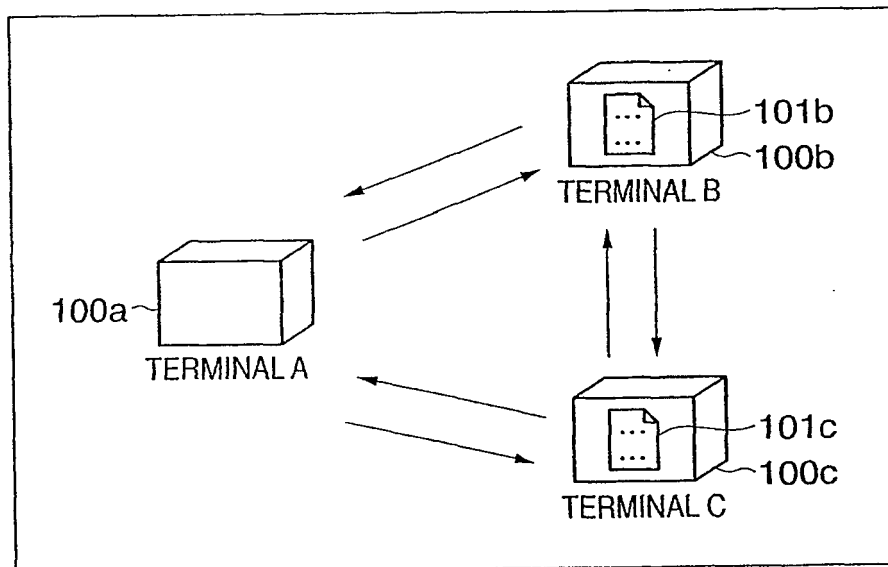 101b
100b
TERMINAL B
100a
TERMINAL A
101c
100c
TERMINAL C